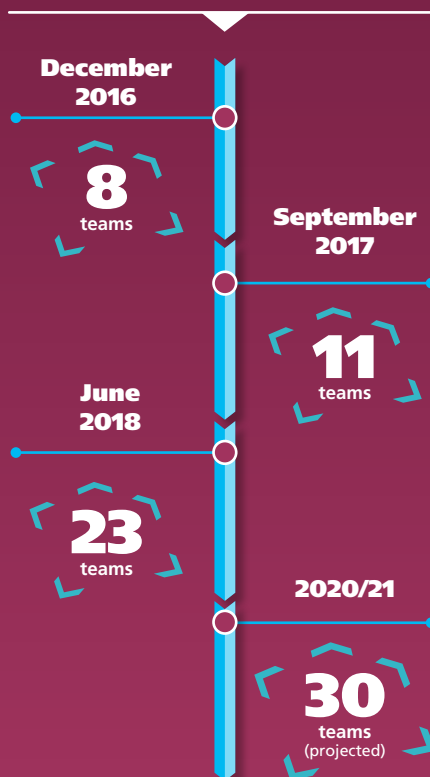 December
2016
8
teams
September
2017
11
teams
June
2018
23
teams
2020/21
30
teams
(projected)